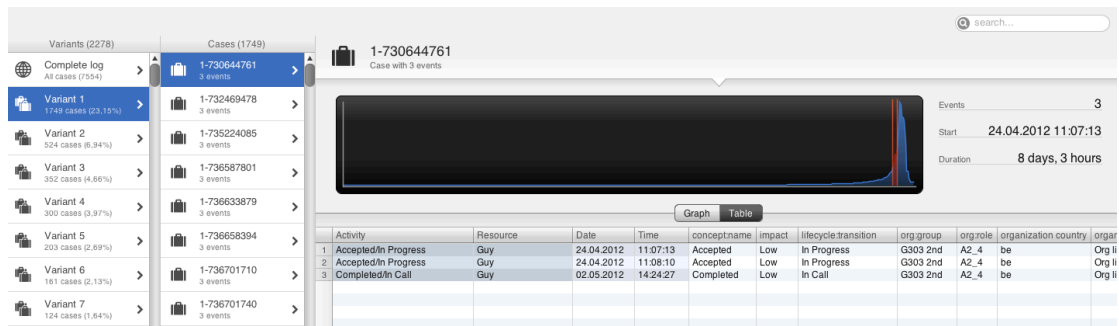 search...
Variants (2278)
Complete log
All cases (7554)
Variant 1
1749 cases (23,15%)
Variant 2
524 cases (6,94%)
Variant 3
352 cases (4,66%)
Variant 4
300 cases (3,97%)
Variant 5
203 cases (2,69%)
Variant 6
161 cases (2,13%)
Variant 7
124 cases (1,64%)
Cases (1749)
1-730644761
3 events
1-732469478
3 events
1-735224085
3 events
1-736587801
3 events
1-736633879
3 events
1-736658394
3 events
1-736701710
3 events
1-736701740
3 events
1-730644761
Case with 3 events
Events 3
Start 24.04.2012 11:07:13
Duration 8 days, 3 hours
Graph Table
Activity Resource Date Time concept:name impact lifecycle:transition org:group org:role organization country organ
1 Accepted/In Progress Guy 24.04.2012 11:07:13 Accepted Low In Progress G303 2nd A2_4 be Org li
2 Accepted/In Progress Guy 24.04.2012 11:08:10 Accepted Low In Progress G303 2nd A2_4 be Org li
3 Completed/In Call Guy 02.05.2012 14:24:27 Completed Low In Call G303 2nd A2_4 be Org li